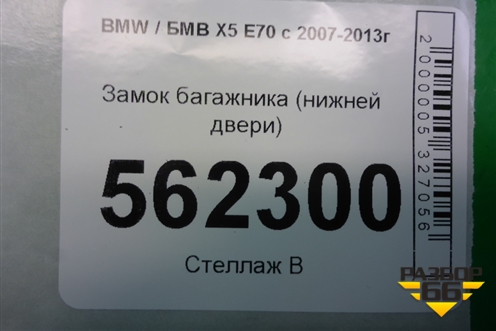 BMW / БМВ X5 E70 с 2007-2013г
Замок багажника (нижней
двери)
562300
Стеллаж В
2000005327056
РАЗБОР
66